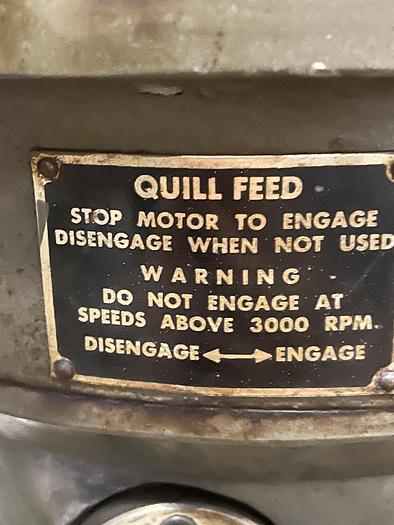 QUILL FEED
STOP MOTOR TO ENGAGE
DISENGAGE WHEN NOT USED
WARNING
DO NOT ENGAGE AT
SPEEDS ABOVE 3000 RPM.
DISENGAGE ↔ ENGAGE